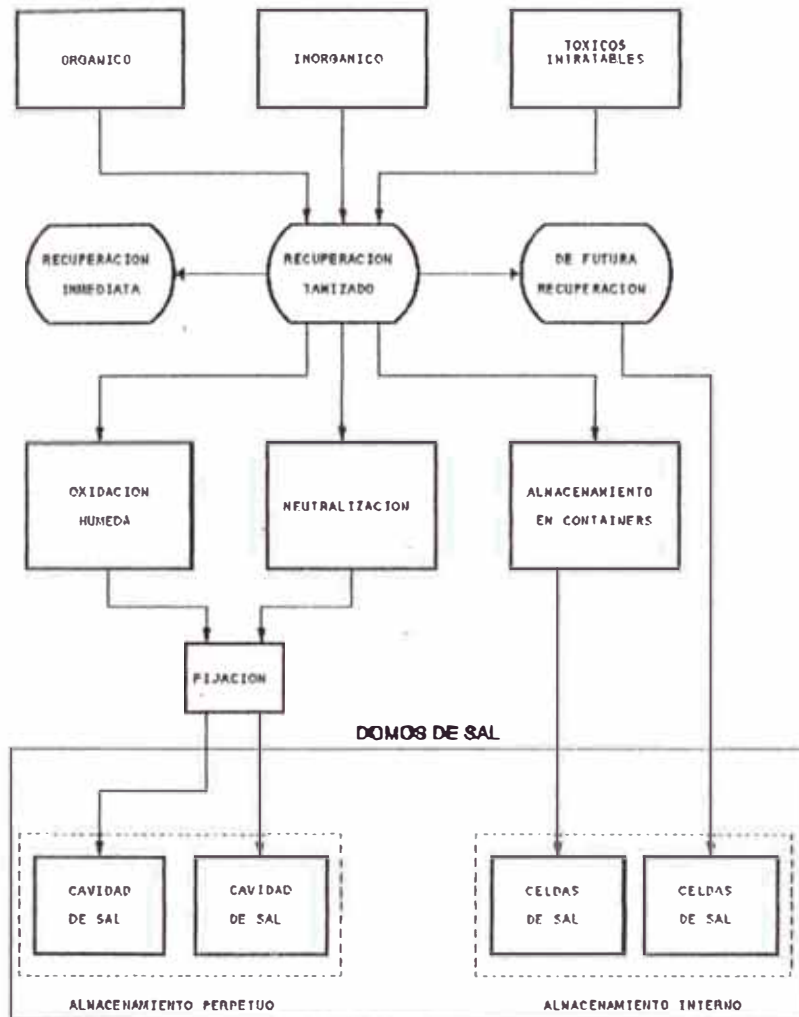 ORGANICO
INORGANICO
TOXICOS
INTRATABLES
RECUPERACION
INMEDIATA
RECUPERACION
TAMIZADO
DE FUTURA
RECUPERACION
OXIDACION
HUMEDA
NEUTRALIZACION
ALMACENAMIENTO
EN CONTAINERS
FIJACION
DOMOS DE SAL
CAVIDAD
DE SAL
CAVIDAD
DE SAL
CELDAS
DE SAL
CELDAS
DE SAL
ALMACENAMIENTO PERPETUO
ALMACENAMIENTO INTERNO